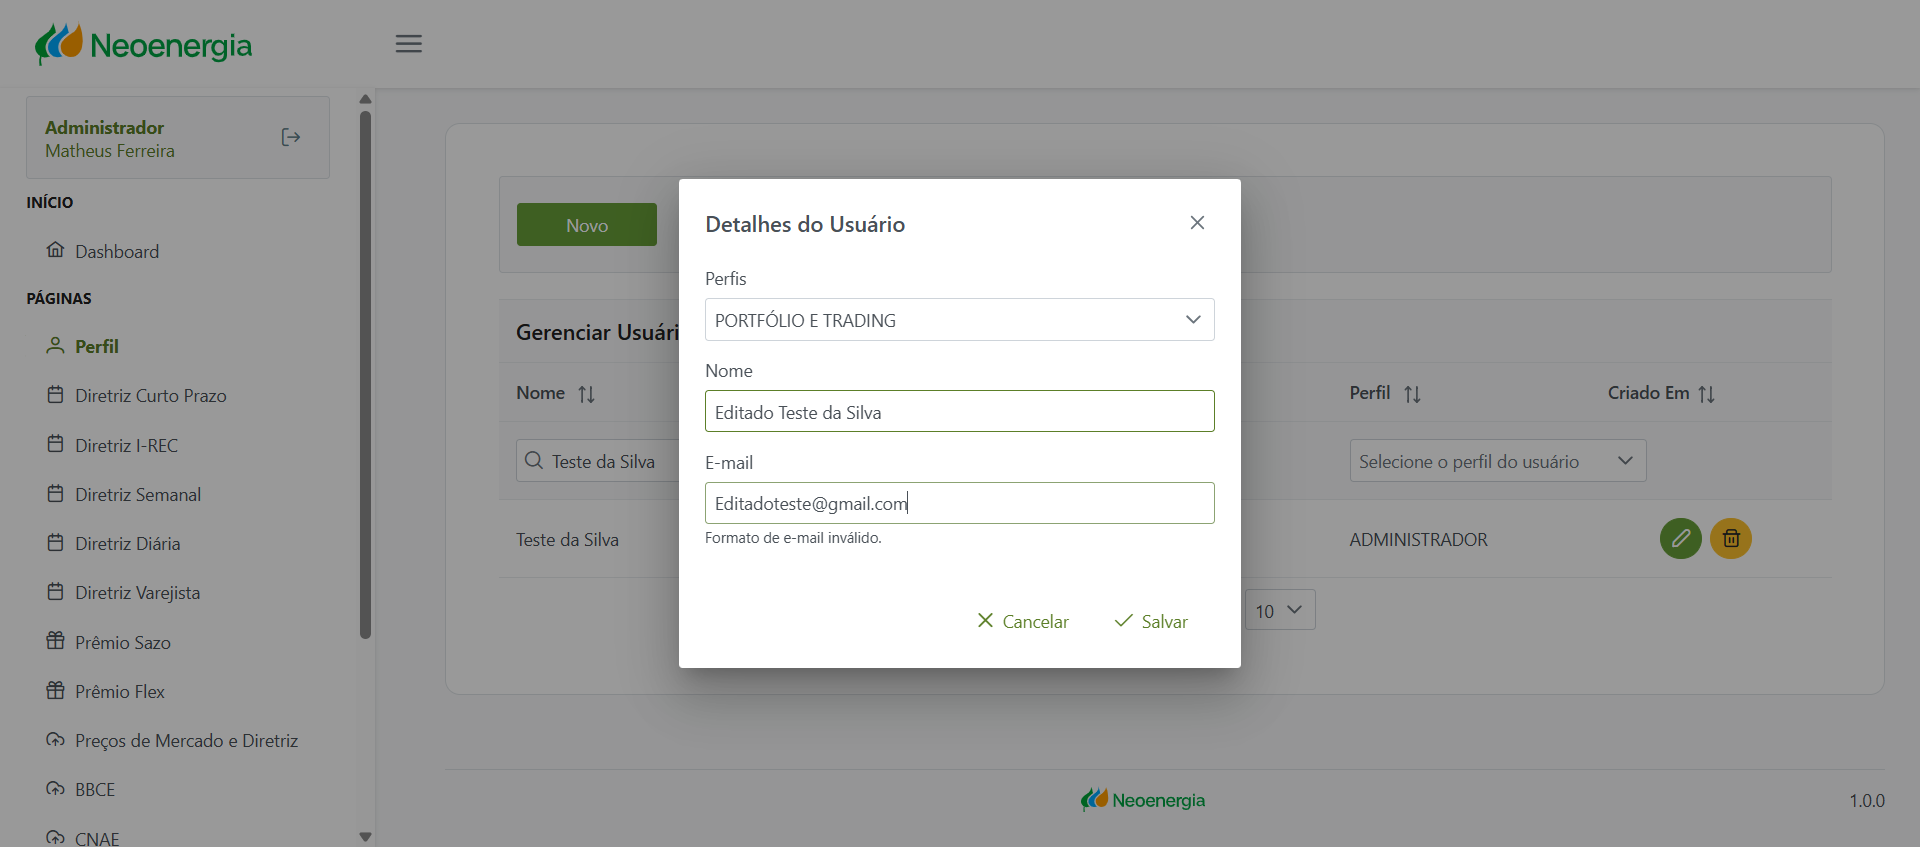 Neoenergia
Administrador
Matheus Ferreira
INÍCIO
Dashboard
PÁGINAS
Perfil
Diretriz Curto Prazo
Diretriz I-REC
Diretriz Semanal
Diretriz Diária
Diretriz Varejista
Prêmio Sazo
Prêmio Flex
Preços de Mercado e Diretriz
BBCE
CNAE
Novo
Gerenciar Usuári
Nome
Perfil
Criado Em
Teste da Silva
Selecione o perfil do usuário
Teste da Silva
ADMINISTRADOR
10
Detalhes do Usuário
Perfis
PORTFÓLIO E TRADING
Nome
Editado Teste da Silva
E-mail
Editadoteste@gmail.com
Formato de e-mail inválido.
Cancelar
Salvar
Neoenergia
1.0.0